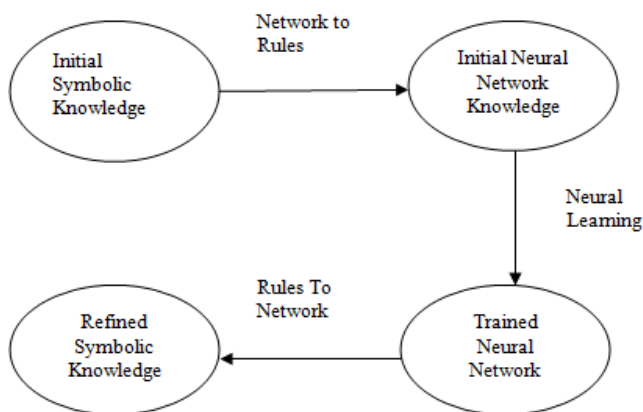 Network to
Rules
Initial
Symbolic
Knowledge
Initial Neural
Network
Knowledge
Neural
Learning
Rules To
Network
Refined
Symbolic
Knowledge
Trained
Neural
Network